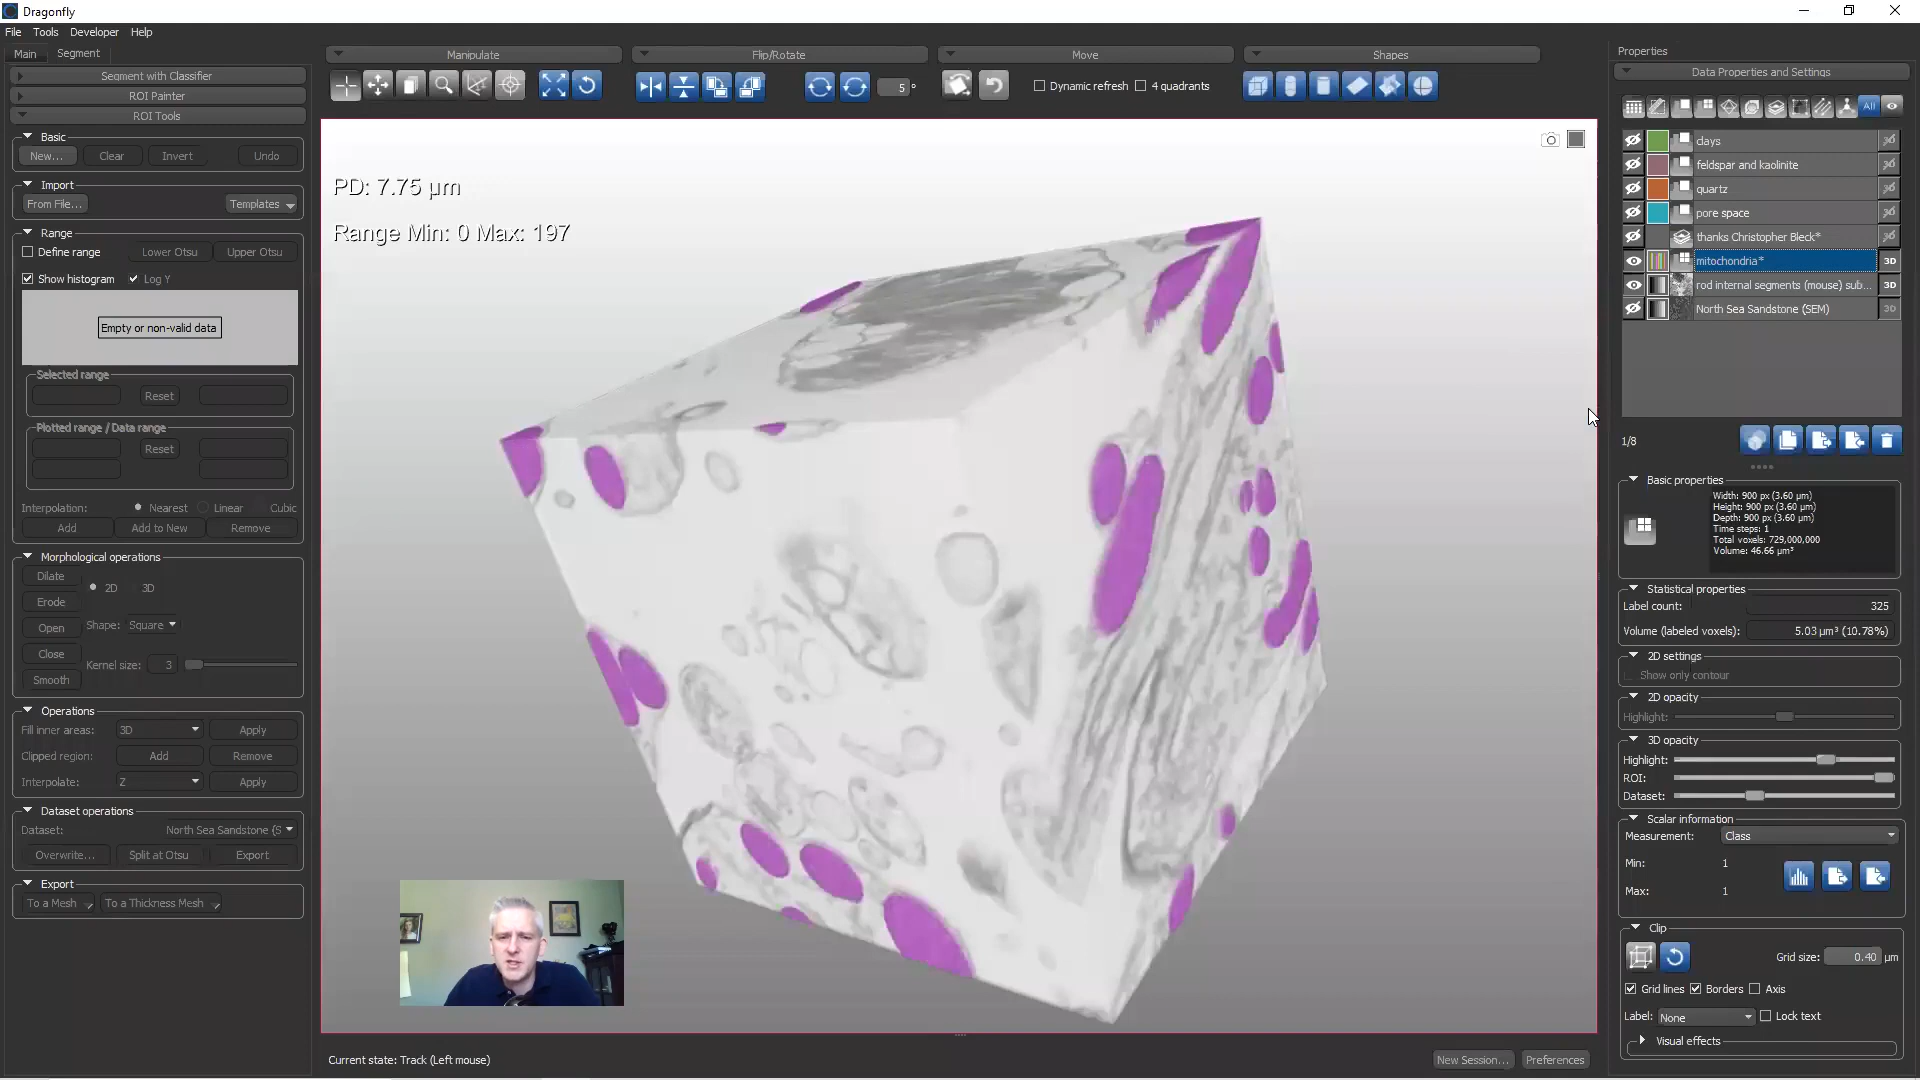 Dragonfly
File Tools Developer Help
Main Segment
Segment with Classifier
ROI Painter
ROI Tools
Basic
New... Clear Invert Undo
Import
From File... Templates
Range
Define range Lower Otsu Upper Otsu
Show histogram Log Y
Empty or non-valid data
Selected range
Reset
Plotted range / Data range
Reset
Interpolation: Nearest Linear Cubic
Add Add to New Remove
Morphological operations
Dilate
2D 3D
Erode
Open Shape: Square
Close
Kernel size: 3
Smooth
Operations
Fill inner areas: 3D Apply
Clipped region: Add Remove
Interpolate: Z Apply
Dataset operations
Dataset: North Sea Sandstone (S
Overwrite... Split at Otsu Export
Export
To a Mesh To a Thickness Mesh
Manipulate Flip/Rotate Move Shapes
5 °
Dynamic refresh 4 quadrants
PD: 7.75 µm
Range Min: 0 Max: 197
Current state: Track (Left mouse)
New Session... Preferences
Properties
Data Properties and Settings
All
clays 3D
feldspar and kaolinite 3D
quartz 3D
pore space 3D
thanks Christopher Bleck* 3D
mitochondria* 3D
rod internal segments (mouse) sub... 3D
North Sea Sandstone (SEM) 3D
1/8
Basic properties
Width: 900 px (3.60 µm)
Height: 900 px (3.60 µm)
Depth: 900 px (3.60 µm)
Time steps: 1
Total voxels: 729,000,000
Volume: 46.66 µm³
Statistical properties
Label count: 325
Volume (labeled voxels): 5.03 µm³ (10.78%)
2D settings
Show only contour
2D opacity
Highlight:
3D opacity
Highlight:
ROI:
Dataset:
Scalar information
Measurement: Class
Min: 1
Max: 1
Clip
Grid size: 0.40 µm
Grid lines Borders Axis
Label: None Lock text
Visual effects